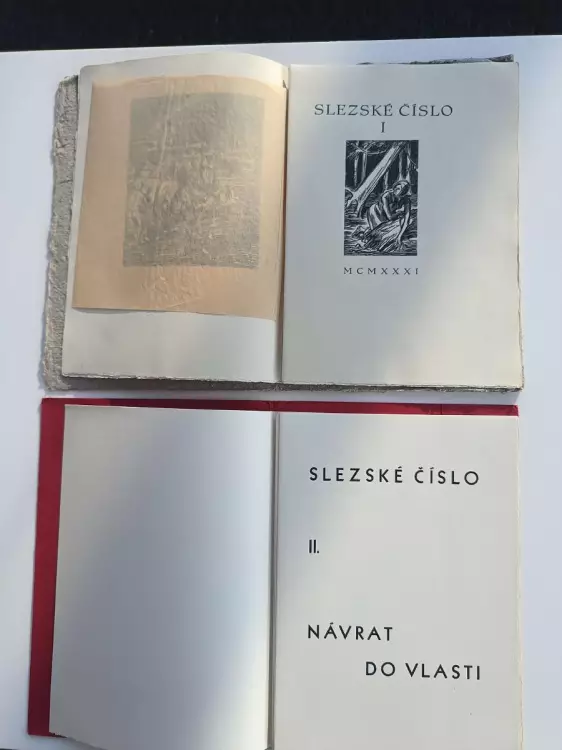 SLEZSKÉ ČÍSLO
I
MCMXXXI
SLEZSKÉ ČÍSLO
II.
NÁVRAT
DO VLASTI